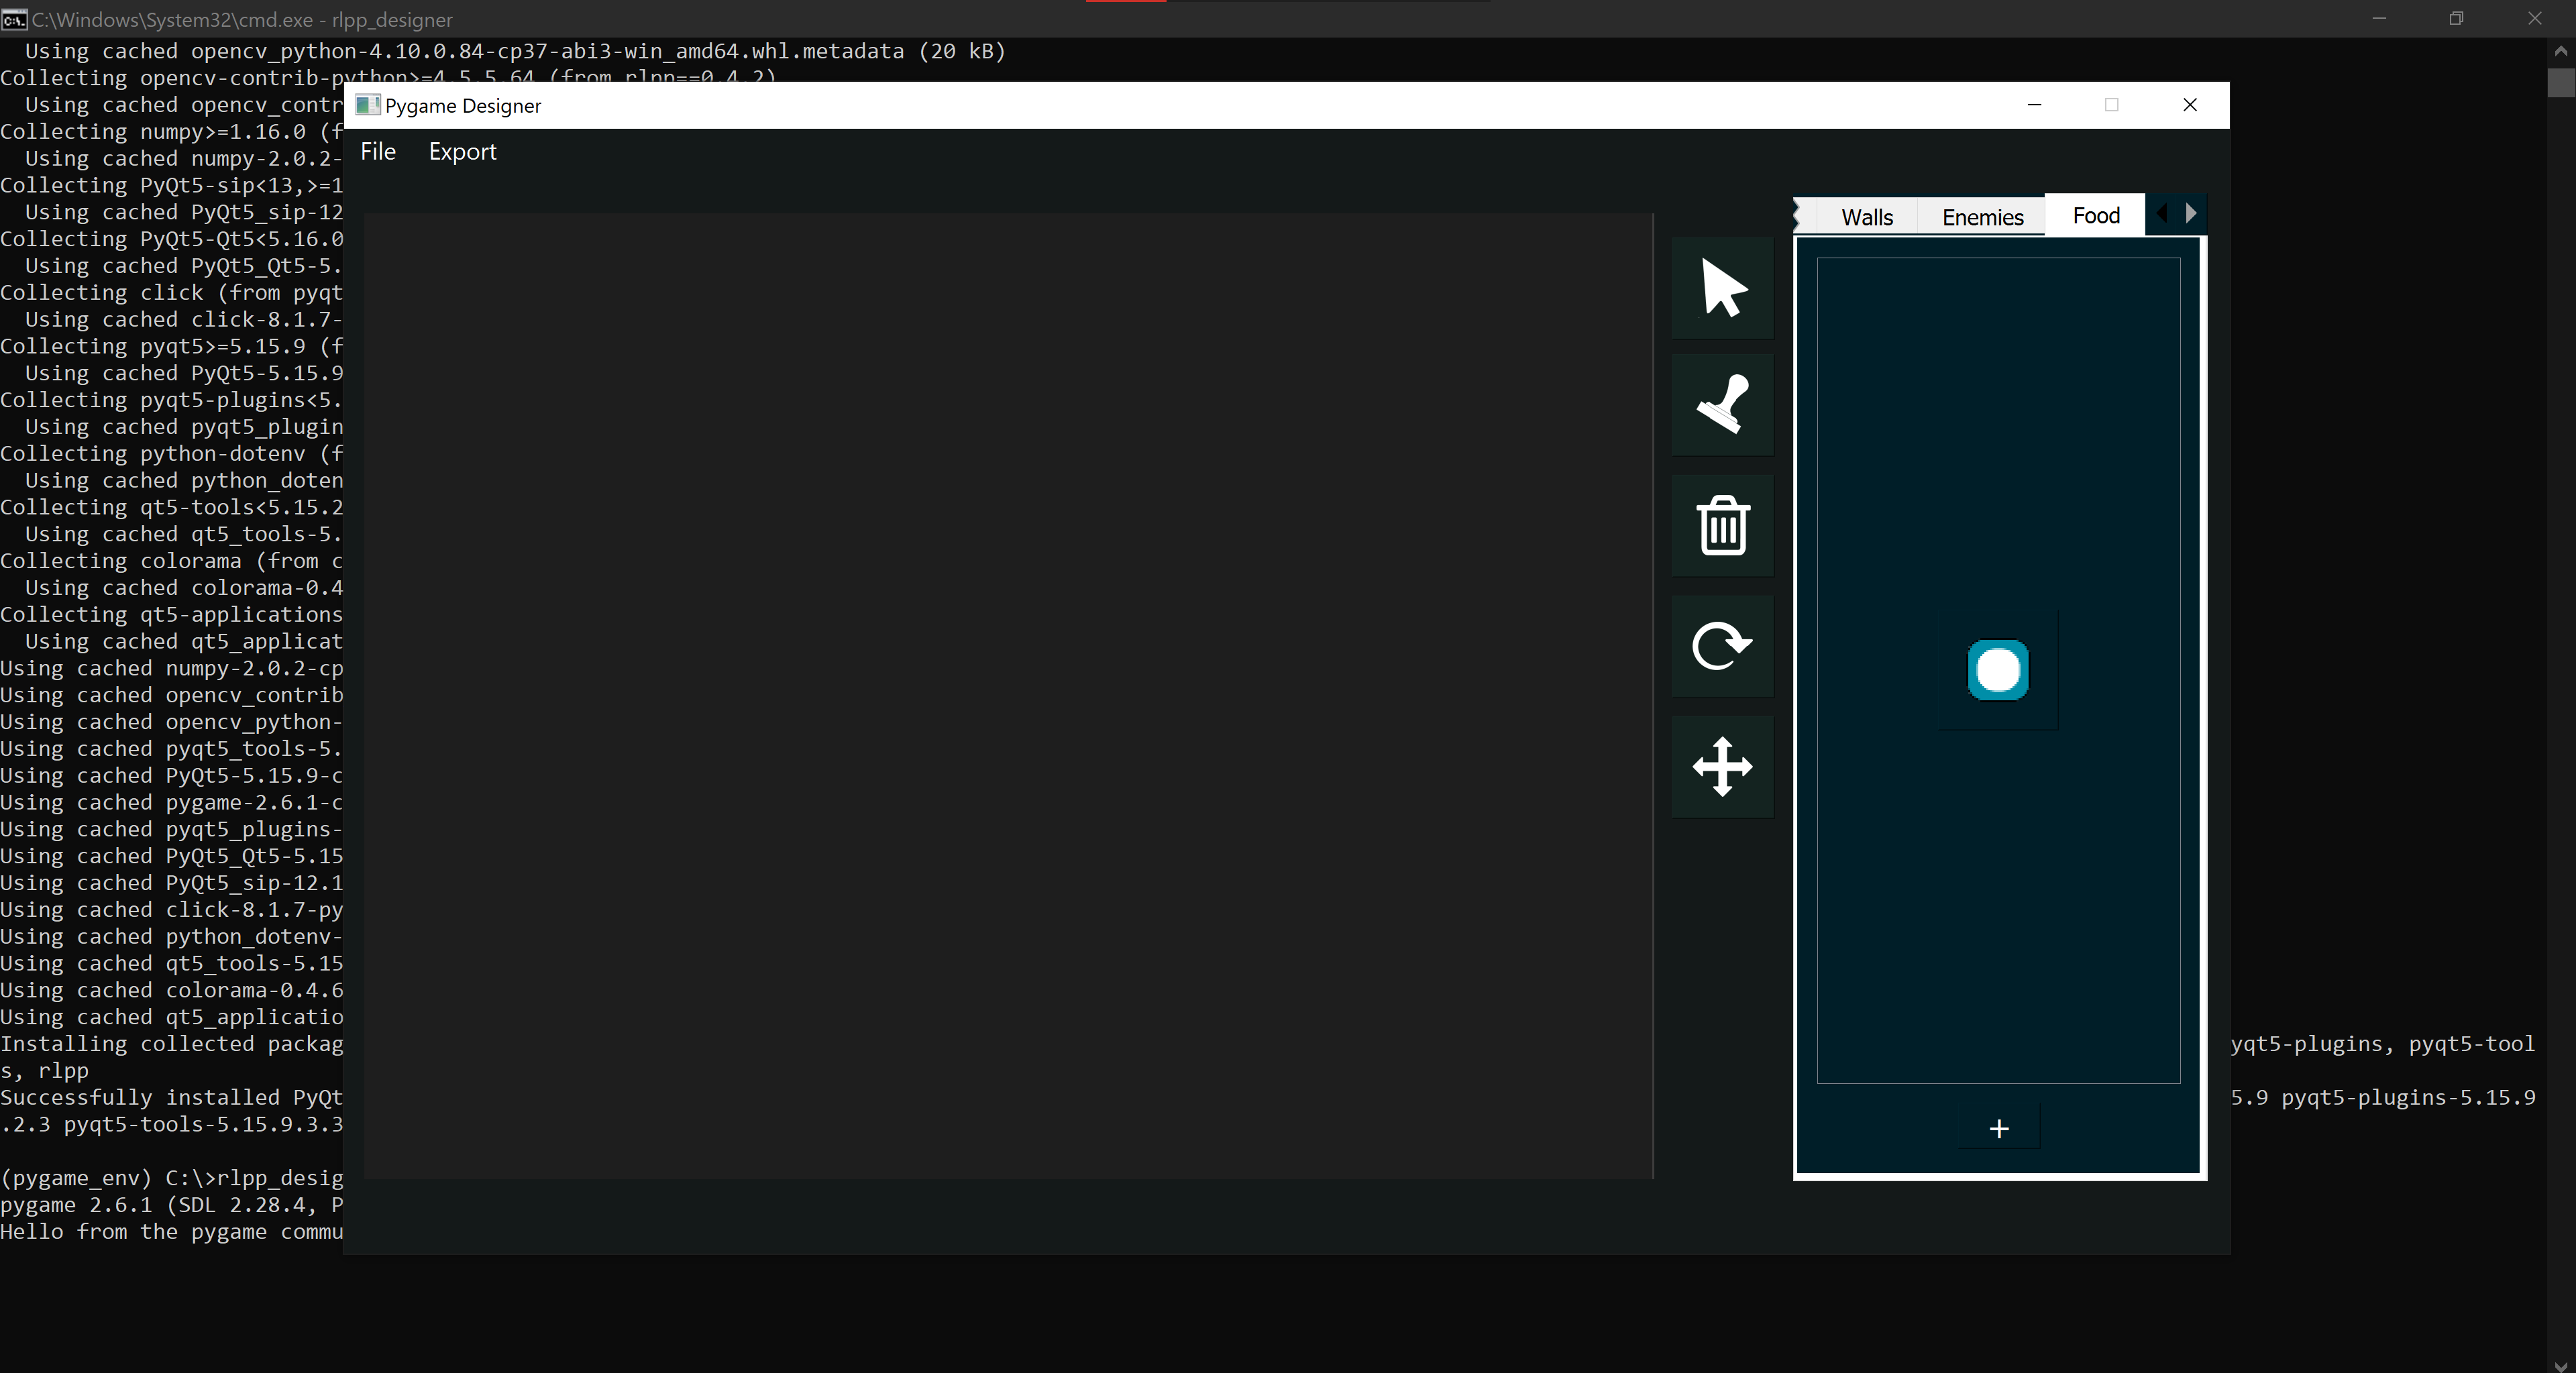 C:\Windows\System32\cmd.exe - rlpp_designer
Using cached opencv_python-4.10.0.84-cp37-abi3-win_amd64.whl.metadata (20 kB)
Collecting opencv-contrib-python>=4.5.5.64 (from rlpp==0.4.2)
Using cached opencv_contr
Collecting numpy>=1.16.0 (f
Using cached numpy-2.0.2-
Collecting PyQt5-sip<13,>=1
Using cached PyQt5_sip-12
Collecting PyQt5-Qt5<5.16.0
Using cached PyQt5_Qt5-5.
Collecting click (from pyqt
Using cached click-8.1.7-
Collecting pyqt5>=5.15.9 (f
Using cached PyQt5-5.15.9
Collecting pyqt5-plugins<5.
Using cached pyqt5_plugin
Collecting python-dotenv (f
Using cached python_doten
Collecting qt5-tools<5.15.2
Using cached qt5_tools-5.
Collecting colorama (from c
Using cached colorama-0.4
Collecting qt5-applications
Using cached qt5_applicat
Using cached numpy-2.0.2-cp
Using cached opencv_contrib
Using cached opencv_python-
Using cached pyqt5_tools-5.
Using cached PyQt5-5.15.9-c
Using cached pygame-2.6.1-c
Using cached pyqt5_plugins-
Using cached PyQt5_Qt5-5.15
Using cached PyQt5_sip-12.1
Using cached click-8.1.7-py
Using cached python_dotenv-
Using cached qt5_tools-5.15
Using cached colorama-0.4.6
Using cached qt5_applicatio
Installing collected packag yqt5-plugins, pyqt5-tool
s, rlpp
Successfully installed PyQt 5.9 pyqt5-plugins-5.15.9
.2.3 pyqt5-tools-5.15.9.3.3
(pygame_env) C:\>rlpp_desig
pygame 2.6.1 (SDL 2.28.4, P
Hello from the pygame commu
Pygame Designer
File Export
Walls Enemies Food
+